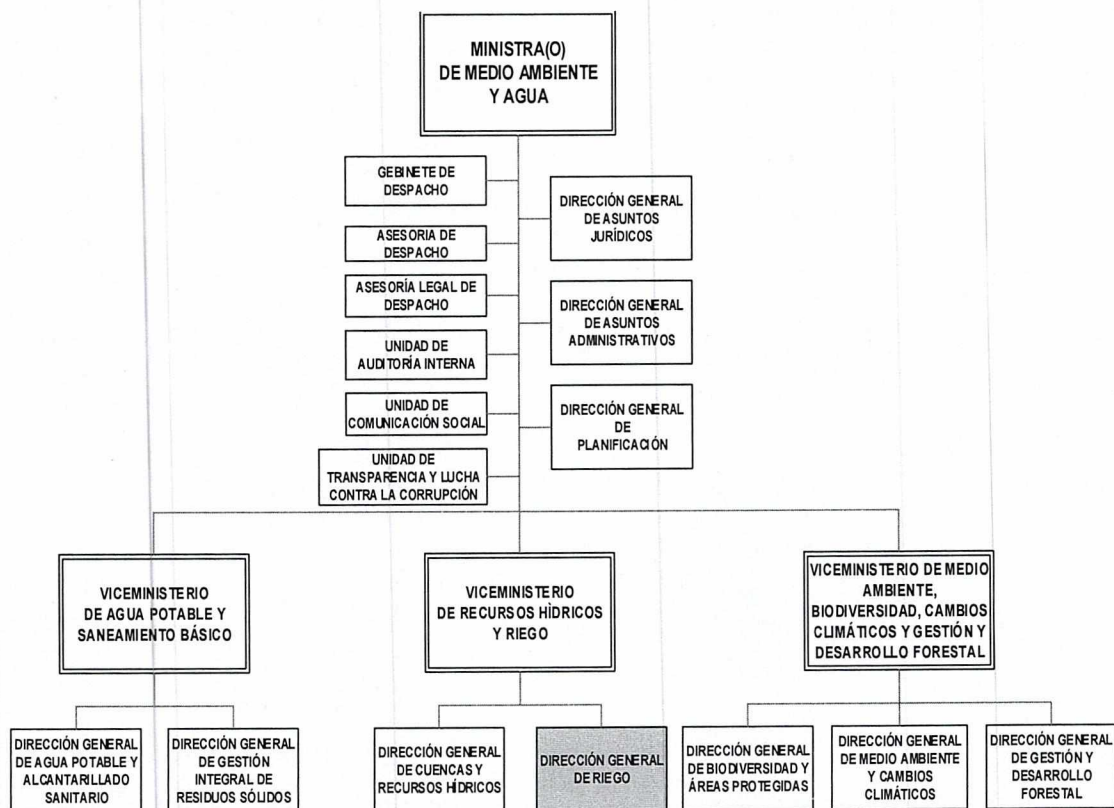 MINISTRA(O)
DE MEDIO AMBIENTE
Y AGUA
GEBINETE DE
DESPACHO
DIRECCIÓN GENERAL
DE ASUNTOS
JURÍDICOS
ASESORIA DE
DESPACHO
ASESORÍA LEGAL DE
DESPACHO
DIRECCIÓN GENERAL
DE ASUNTOS
ADMINISTRATIVOS
UNIDAD DE
AUDITORÍA INTERNA
UNIDAD DE
COMUNICACIÓN SOCIAL
DIRECCIÓN GENERAL
DE
PLANIFICACIÓN
UNIDAD DE
TRANSPARENCIA Y LUCHA
CONTRA LA CORRUPCIÓN
VICEMINISTERIO
DE AGUA POTABLE Y
SANEAMIENTO BÁSICO
VICEMINISTERIO
DE RECURSOS HÌDRICOS
Y RIEGO
VICEMINISTERIO DE MEDIO
AMBIENTE,
BIODIVERSIDAD, CAMBIOS
CLIMÁTICOS Y GESTIÓN Y
DESARROLLO FORESTAL
DIRECCIÓN GENERAL
DE AGUA POTABLE Y
ALCANTARILLADO
SANITARIO
DIRECCIÓN GENERAL
DE GESTIÓN
INTEGRAL DE
RESIDUOS SÓLIDOS
DIRECCIÓN GENERAL
DE CUENCAS Y
RECURSOS HÍDRICOS
DIRECCIÓN GENERAL
DE RIEGO
DIRECCIÓN GENERAL
DE BIODIVERSIDAD Y
ÁREAS PROTEGIDAS
DIRECCIÓN GENERAL
DE MEDIO AMBIENTE
Y CAMBIOS
CLIMÁTICOS
DIRECCIÓN GENERAL
DE GESTIÓN Y
DESARROLLO
FORESTAL